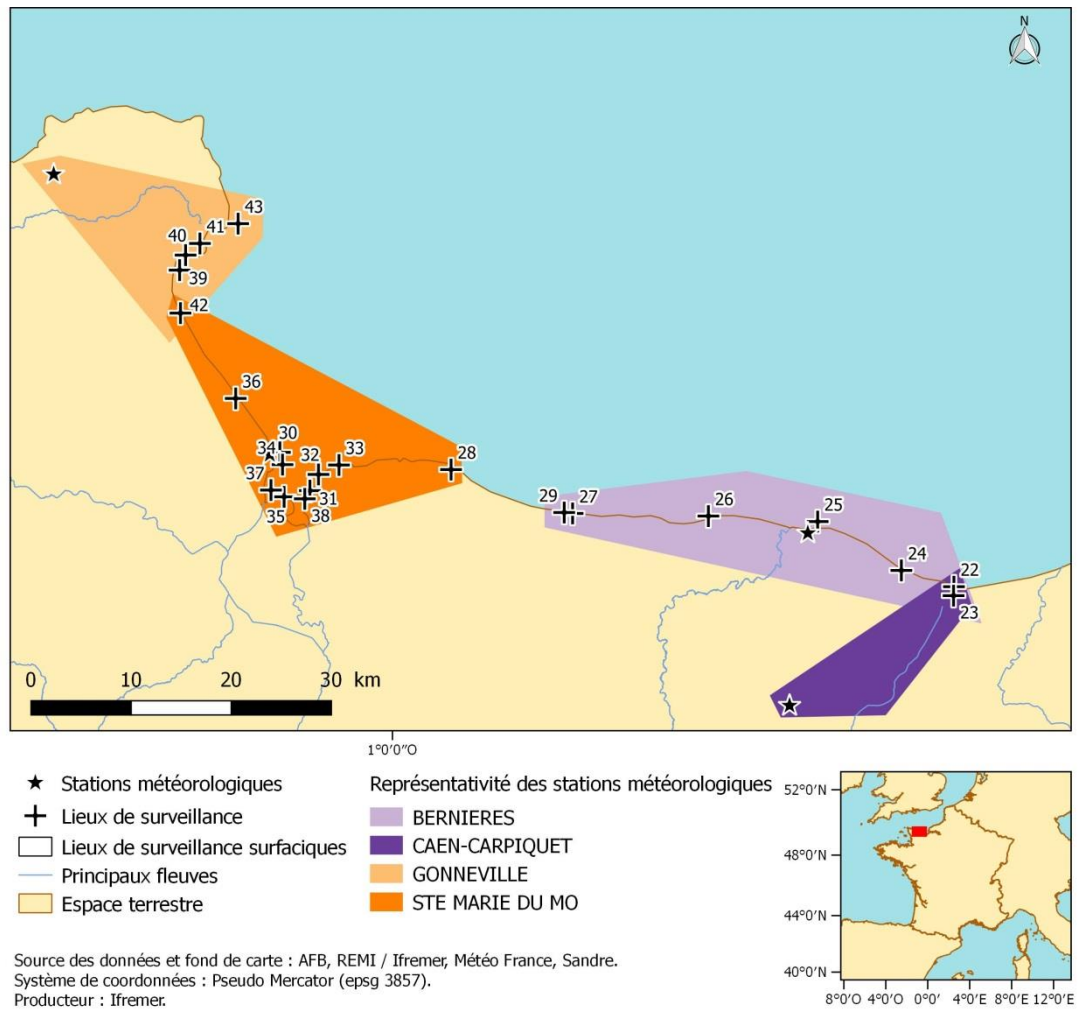 N
43
41
40
39
42
36
30
34
32
33
28
37
31
35
38
29
27
26
25
24
22
23
0 10 20 30 km
1°0'0"O
Stations météorologiques
Lieux de surveillance
Lieux de surveillance surfaciques
Principaux fleuves
Espace terrestre
Représentativité des stations météorologiques
BERNIERES
CAEN-CARPIQUET
GONNEVILLE
STE MARIE DU MO
52°0'N
48°0'N
44°0'N
40°0'N
8°0'O 4°0'O 0°0' 4°0'E 8°0'E 12°0'E
Source des données et fond de carte : AFB, REMI / Ifremer, Météo France, Sandre.
Système de coordonnées : Pseudo Mercator (epsg 3857).
Producteur : Ifremer.